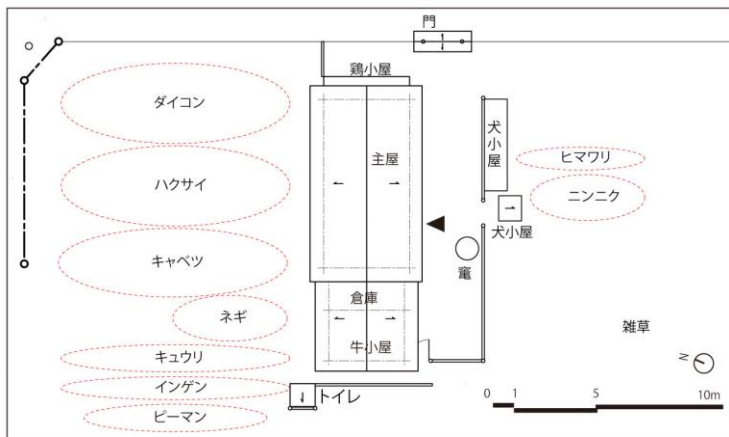 門
鶏小屋
ダイコン
犬小屋
主屋
ヒマワリ
ハクサイ
ニンニク
犬小屋
キャベツ
竈
倉庫
ネギ
雑草
牛小屋
キュウリ
N
インゲン
トイレ
0 1 5 10m
ピーマン